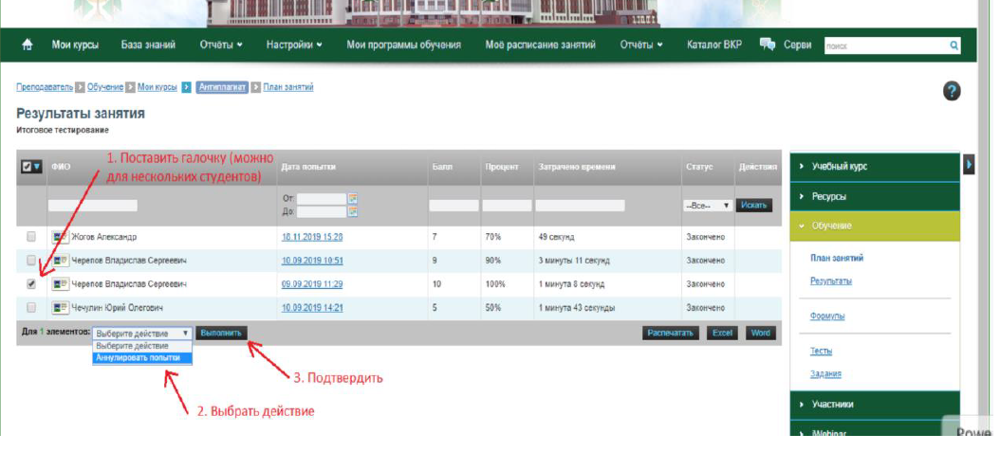 Мои курсы База знаний Отчёты Настройки Мои программы обучения Моё расписание занятий Отчёты Каталог ВКР Серви поиск
Преподаватель Обучение Мои курсы Антиплагиат План занятий
?
Результаты занятия
Итоговое тестирование
1. Поставить галочку (можно
для нескольких студентов)
ФИО Дата попытки Балл Процент Затрачено времени Статус Действия
От:
До:
--Все-- Искать
Жогов Александр 18.11.2019 15:28 7 70% 49 секунд Закончено
Черепов Владислав Сергеевич 10.09.2019 10:51 9 90% 3 минуты 11 секунд Закончено
Черепов Владислав Сергеевич 09.09.2019 11:29 10 100% 1 минута 8 секунд Закончено
Чечулин Юрий Олегович 10.09.2019 14:21 5 50% 1 минута 43 секунды Закончено
Для 1 элементов: Выберите действие Выполнить Распечатать Excel Word
Выберите действие
Аннулировать попытки
3. Подтвердить
2. Выбрать действие
Учебный курс
Ресурсы
Обучение
План занятий
Результаты
Формулы
Тесты
Задания
Участники
iWebinar
Powe